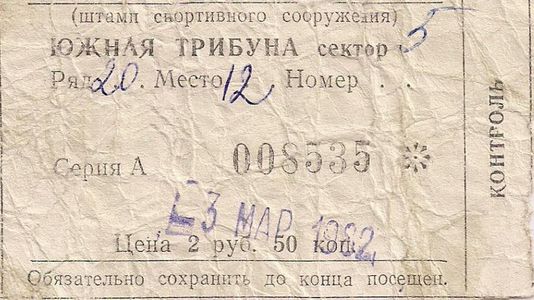 (штамп спортивного сооружения)
ЮЖНАЯ ТРИБУНА сектор 5
Ряд 20. Место 12 Номер . .
Серия А 008535 *
3 МАР 1982
Цена 2 руб. 50 коп.
Обязательно сохранить до конца посещен.
КОНТРОЛЬ